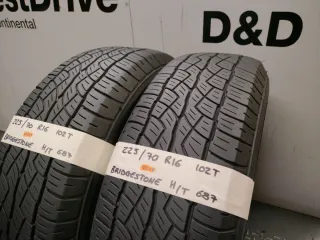 estDrive
ontinental
D&D
225/70 R16 102T
BRIDGESTONE H/T 687
225/70 R16 102T
BRIDGESTONE H/T 687